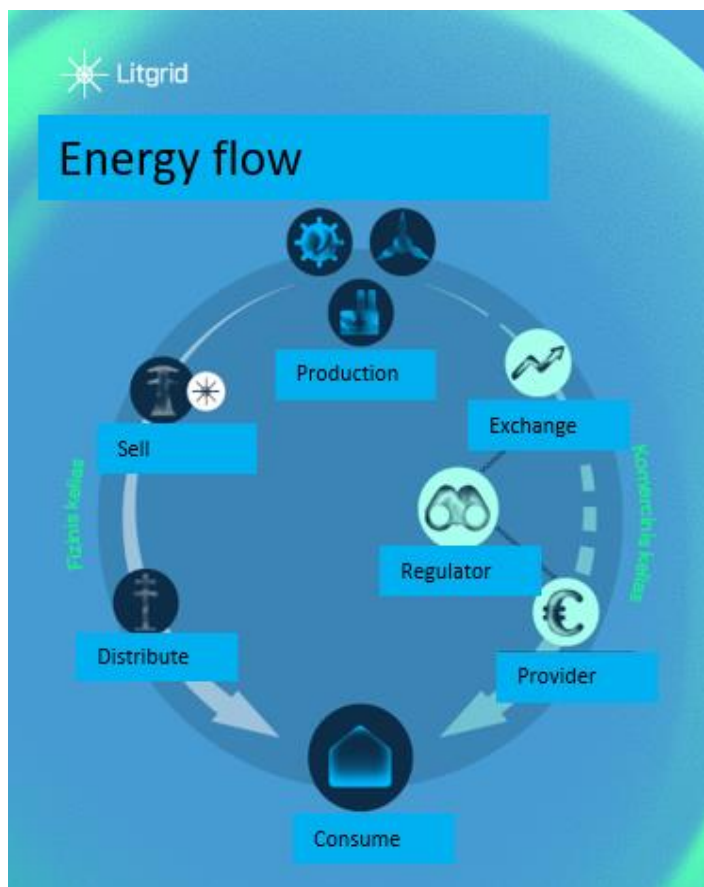 Litgrid
Energy flow
Production
Exchange
Sell
Fizinis kelias
Komercinis kelias
Regulator
Distribute
Provider
Consume